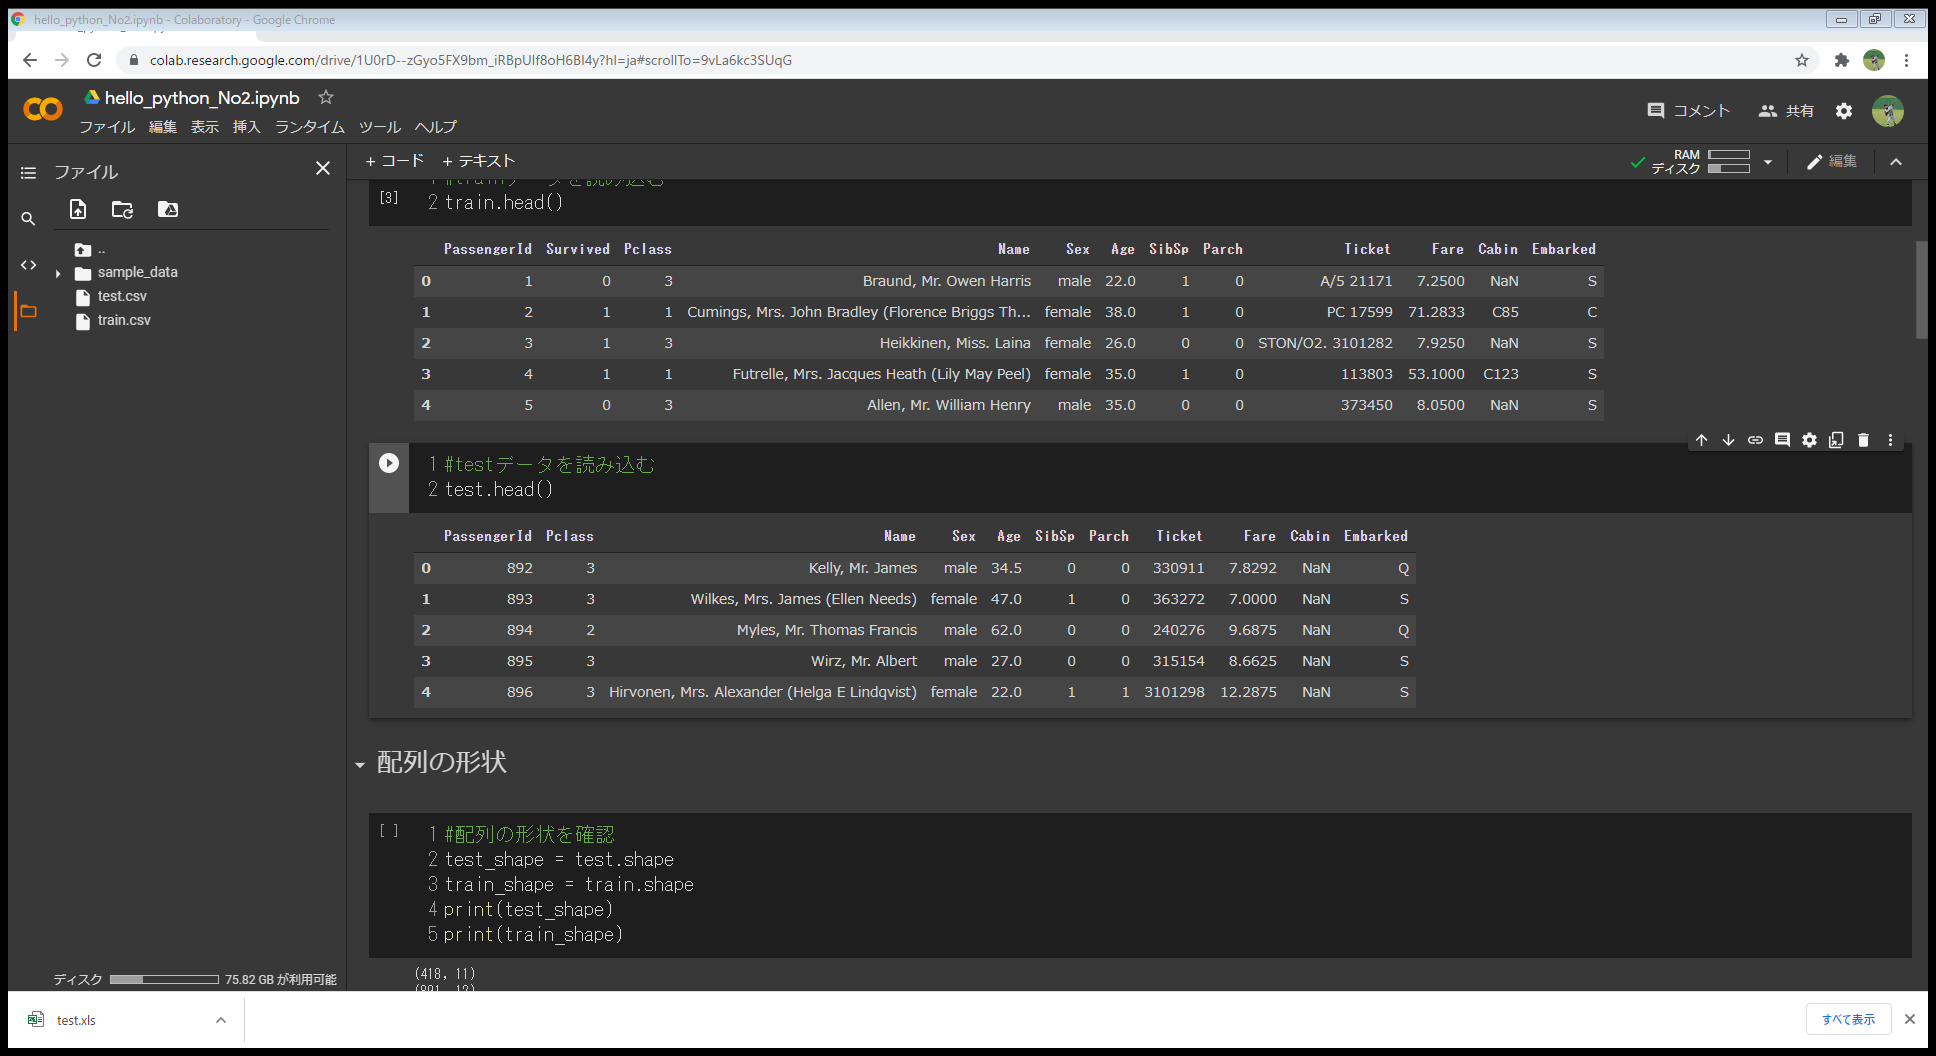 hello_python_No2.ipynb - Colaboratory - Google Chrome
colab.research.google.com/drive/1U0rD--zGyo5FX9bm_iRBpUIf8oH6Bl4y?hl=ja#scrollTo=9vLa6kc3SUqG
hello_python_No2.ipynb
コメント 共有
ファイル 編集 表示 挿入 ランタイム ツール ヘルプ
ファイル
+ コード + テキスト
RAM
ディスク
編集
..
sample_data
test.csv
train.csv
1 #trainデータを読み込む
[3] 2 train.head()
PassengerId Survived Pclass Name Sex Age SibSp Parch Ticket Fare Cabin Embarked
0 1 0 3 Braund, Mr. Owen Harris male 22.0 1 0 A/5 21171 7.2500 NaN S
1 2 1 1 Cumings, Mrs. John Bradley (Florence Briggs Th... female 38.0 1 0 PC 17599 71.2833 C85 C
2 3 1 3 Heikkinen, Miss. Laina female 26.0 0 0 STON/O2. 3101282 7.9250 NaN S
3 4 1 1 Futrelle, Mrs. Jacques Heath (Lily May Peel) female 35.0 1 0 113803 53.1000 C123 S
4 5 0 3 Allen, Mr. William Henry male 35.0 0 0 373450 8.0500 NaN S
1 #testデータを読み込む
2 test.head()
PassengerId Pclass Name Sex Age SibSp Parch Ticket Fare Cabin Embarked
0 892 3 Kelly, Mr. James male 34.5 0 0 330911 7.8292 NaN Q
1 893 3 Wilkes, Mrs. James (Ellen Needs) female 47.0 1 0 363272 7.0000 NaN S
2 894 2 Myles, Mr. Thomas Francis male 62.0 0 0 240276 9.6875 NaN Q
3 895 3 Wirz, Mr. Albert male 27.0 0 0 315154 8.6625 NaN S
4 896 3 Hirvonen, Mrs. Alexander (Helga E Lindqvist) female 22.0 1 1 3101298 12.2875 NaN S
配列の形状
[ ] 1 #配列の形状を確認
2 test_shape = test.shape
3 train_shape = train.shape
4 print(test_shape)
5 print(train_shape)
(418, 11)
(891, 12)
ディスク 75.82 GB が利用可能
test.xls
すべて表示